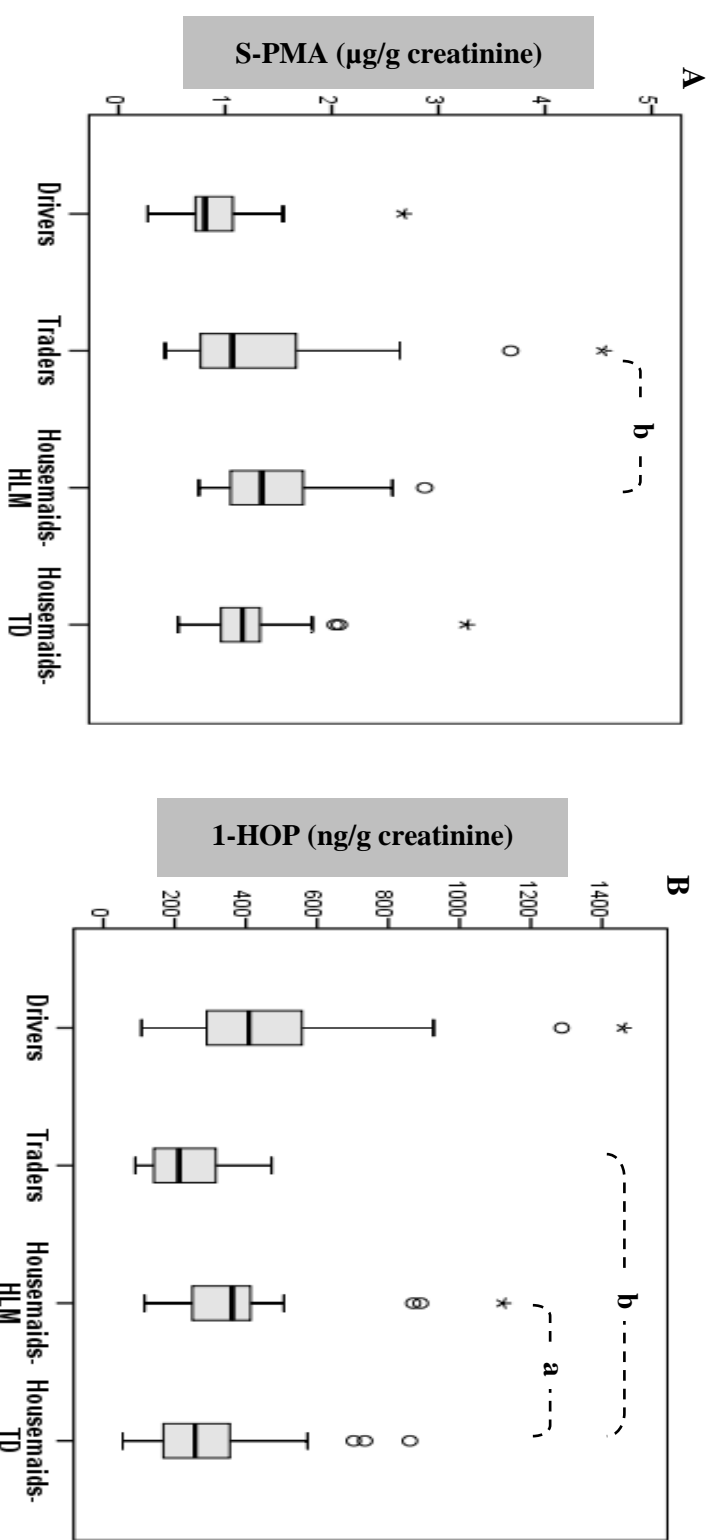 A
S-PMA (µg/g creatinine)
5
4
3
2
1
0
b
Drivers
Traders
Housemaids-
HLM
Housemaids-
TD
B
1-HOP (ng/g creatinine)
1400
1200
1000
800
600
400
200
0
b
a
Drivers
Traders
Housemaids-
HLM
Housemaids-
TD